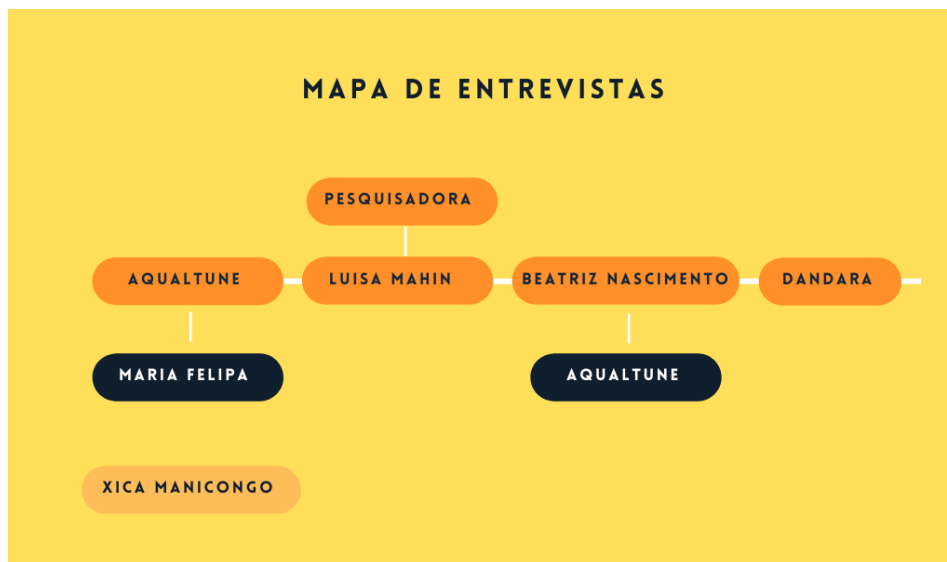 MAPA DE ENTREVISTAS
PESQUISADORA
AQUALTUNE
LUISA MAHIN
BEATRIZ NASCIMENTO
DANDARA
MARIA FELIPA
AQUALTUNE
XICA MANICONGO